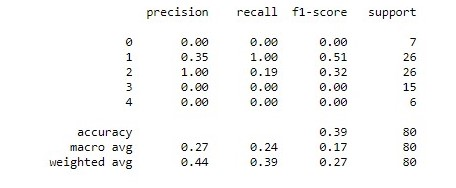 precision recall f1-score support
0 0.00 0.00 0.00 7
1 0.35 1.00 0.51 26
2 1.00 0.19 0.32 26
3 0.00 0.00 0.00 15
4 0.00 0.00 0.00 6
accuracy 0.39 80
macro avg 0.27 0.24 0.17 80
weighted avg 0.44 0.39 0.27 80